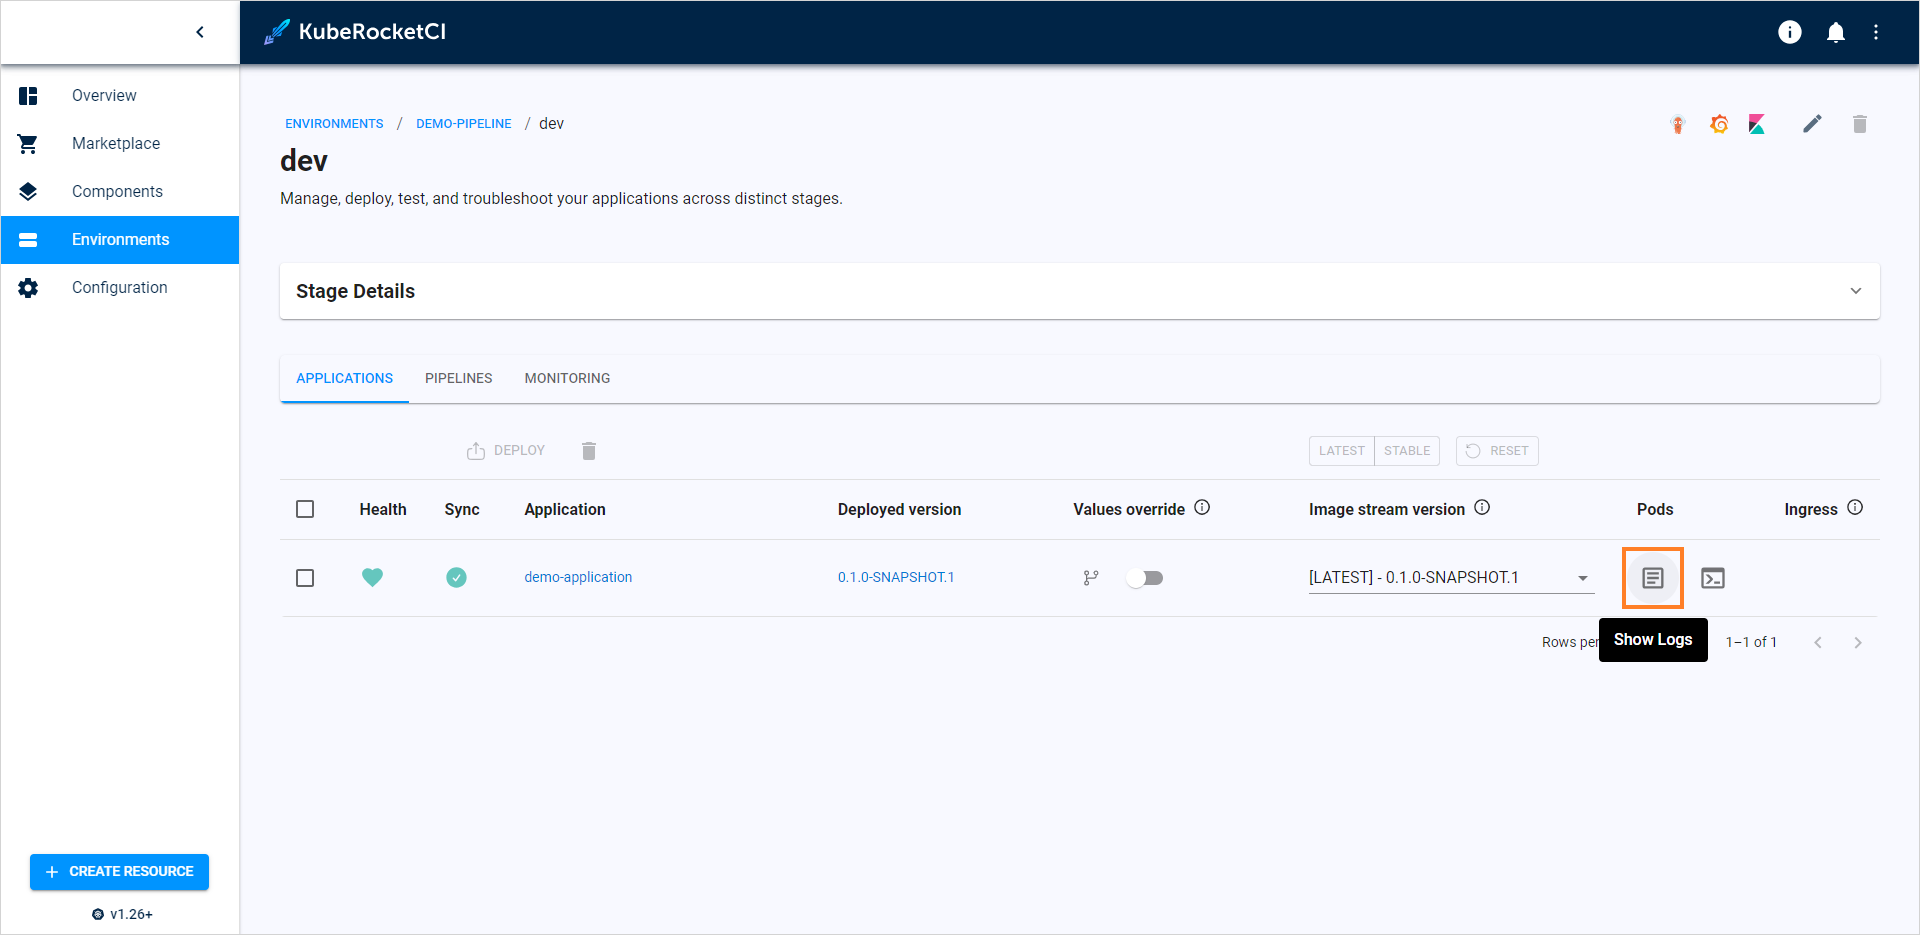 KubeRocketCI
Overview
Marketplace
Components
Environments
Configuration
ENVIRONMENTS / DEMO-PIPELINE / dev
dev
Manage, deploy, test, and troubleshoot your applications across distinct stages.
Stage Details
APPLICATIONS PIPELINES MONITORING
DEPLOY LATEST STABLE RESET
Health Sync Application Deployed version Values override Image stream version Pods Ingress
demo-application 0.1.0-SNAPSHOT.1 [LATEST] - 0.1.0-SNAPSHOT.1
Rows per 1–1 of 1
Show Logs
+ CREATE RESOURCE
v1.26+